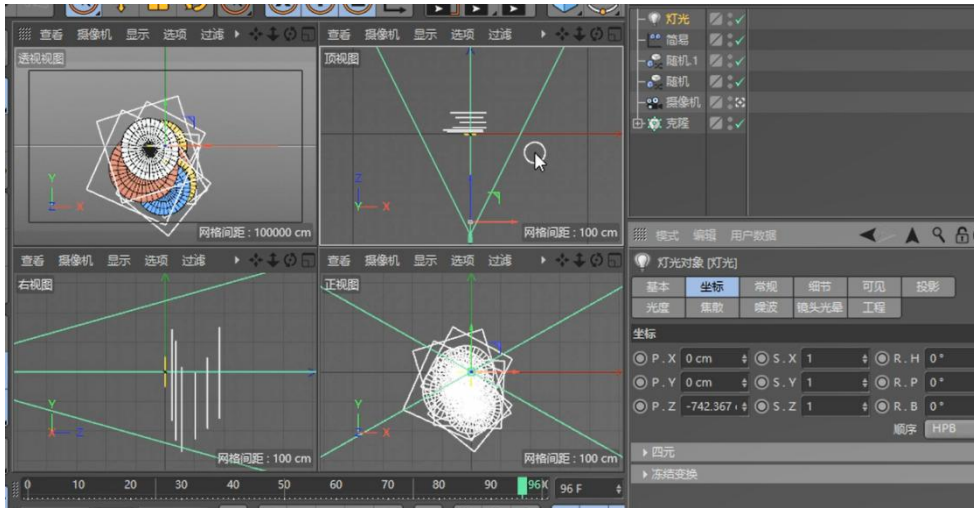 查看 摄像机 显示 选项 过滤
透视视图
Y
Z X
网格间距 : 100000 cm
查看 摄像机 显示 选项 过滤
顶视图
Z
Y X
网格间距 : 100 cm
查看 摄像机 显示 选项 过滤
右视图
Y
X Z
网格间距 : 100 cm
查看 摄像机 显示 选项 过滤
正视图
Y
Z X
网格间距 : 100 cm
0 10 20 30 40 50 60 70 80 90 96 96 F
灯光
简易
随机.1
随机
摄像机
克隆
模式 编辑 用户数据
灯光对象 [灯光]
基本 坐标 常规 细节 可见 投影
光度 焦散 噪波 镜头光晕 工程
坐标
P . X 0 cm S . X 1 R . H 0 °
P . Y 0 cm S . Y 1 R . P 0 °
P . Z -742.367 S . Z 1 R . B 0 °
顺序 HPB
四元
冻结变换